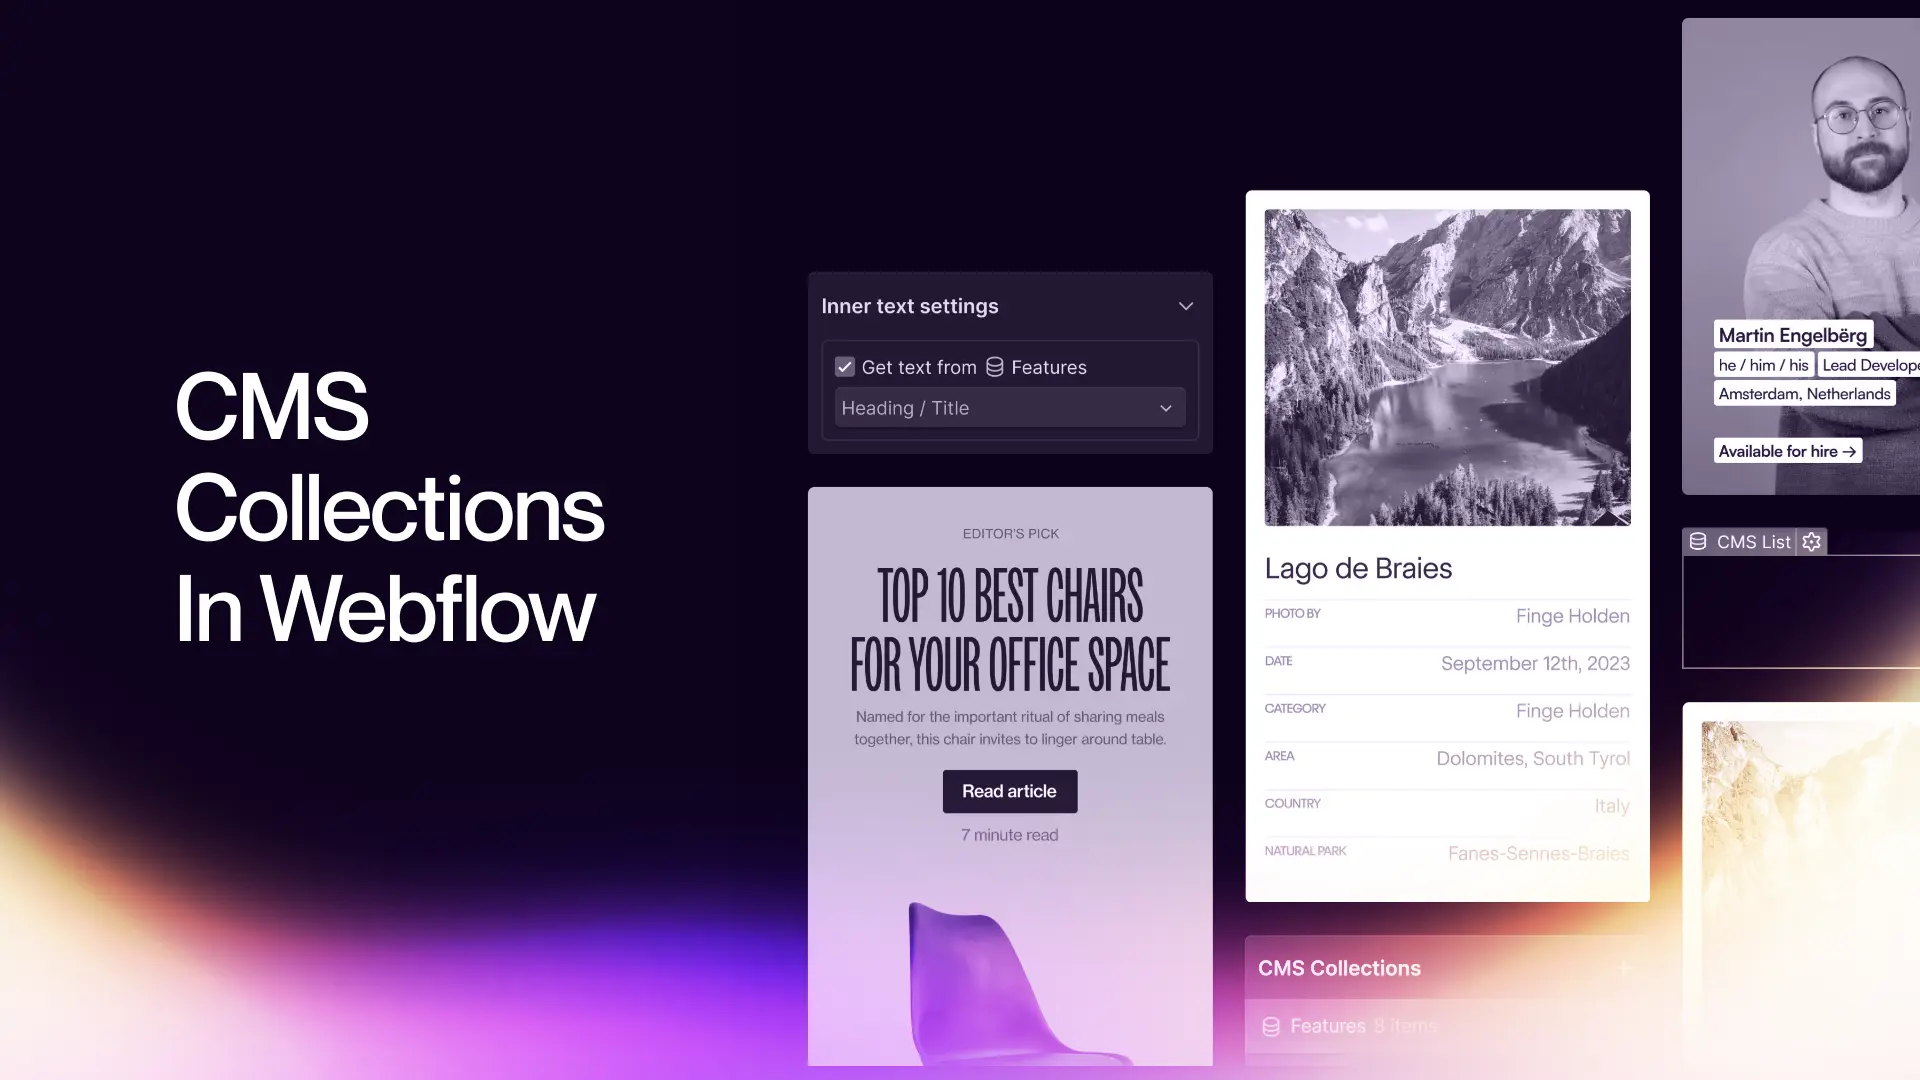 CMS
Collections
In Webflow
Inner text settings
Get text from Features
Heading / Title
EDITOR'S PICK
TOP 10 BEST CHAIRS
FOR YOUR OFFICE SPACE
Named for the important ritual of sharing meals
together, this chair invites to linger around table.
Read article
7 minute read
Lago de Braies
PHOTO BY Finge Holden
DATE September 12th, 2023
CATEGORY Finge Holden
AREA Dolomites, South Tyrol
COUNTRY Italy
NATURAL PARK Fanes-Sennes-Braies
CMS Collections
Features 8 items
Martin Engelbërg
he / him / his Lead Develope
Amsterdam, Netherlands
Available for hire →
CMS List